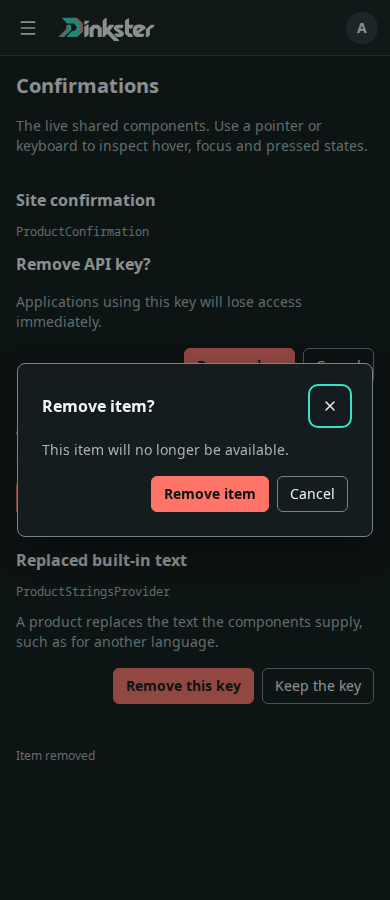 Dinkster
A
Confirmations
The live shared components. Use a pointer or
keyboard to inspect hover, focus and pressed states.
Site confirmation
ProductConfirmation
Remove API key?
Applications using this key will lose access
immediately.
Remove item?
This item will no longer be available.
Remove item
Cancel
Replaced built-in text
ProductStringsProvider
A product replaces the text the components supply,
such as for another language.
Remove this key
Keep the key
Item removed